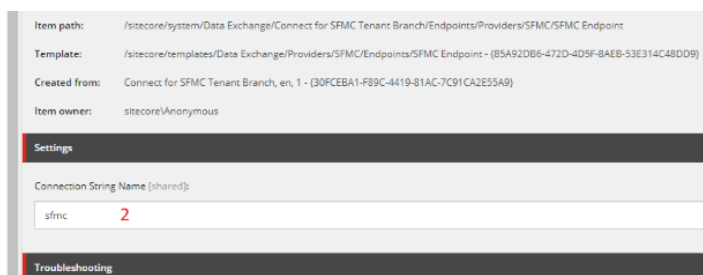 Item path: /sitecore/system/Data Exchange/Connect for SFMC Tenant Branch/Endpoints/Providers/SFMC/SFMC Endpoint
Template: /sitecore/templates/Data Exchange/Providers/SFMC/Endpoints/SFMC Endpoint - {85A92DB6-472D-4D5F-8AEB-53E314C48DD9}
Created from: Connect for SFMC Tenant Branch, en, 1 - {30FCEBA1-F89C-4419-81AC-7C91CA2E55A9}
Item owner: sitecore\Anonymous
Settings
Connection String Name [shared]:
sfmc 2
Troubleshooting